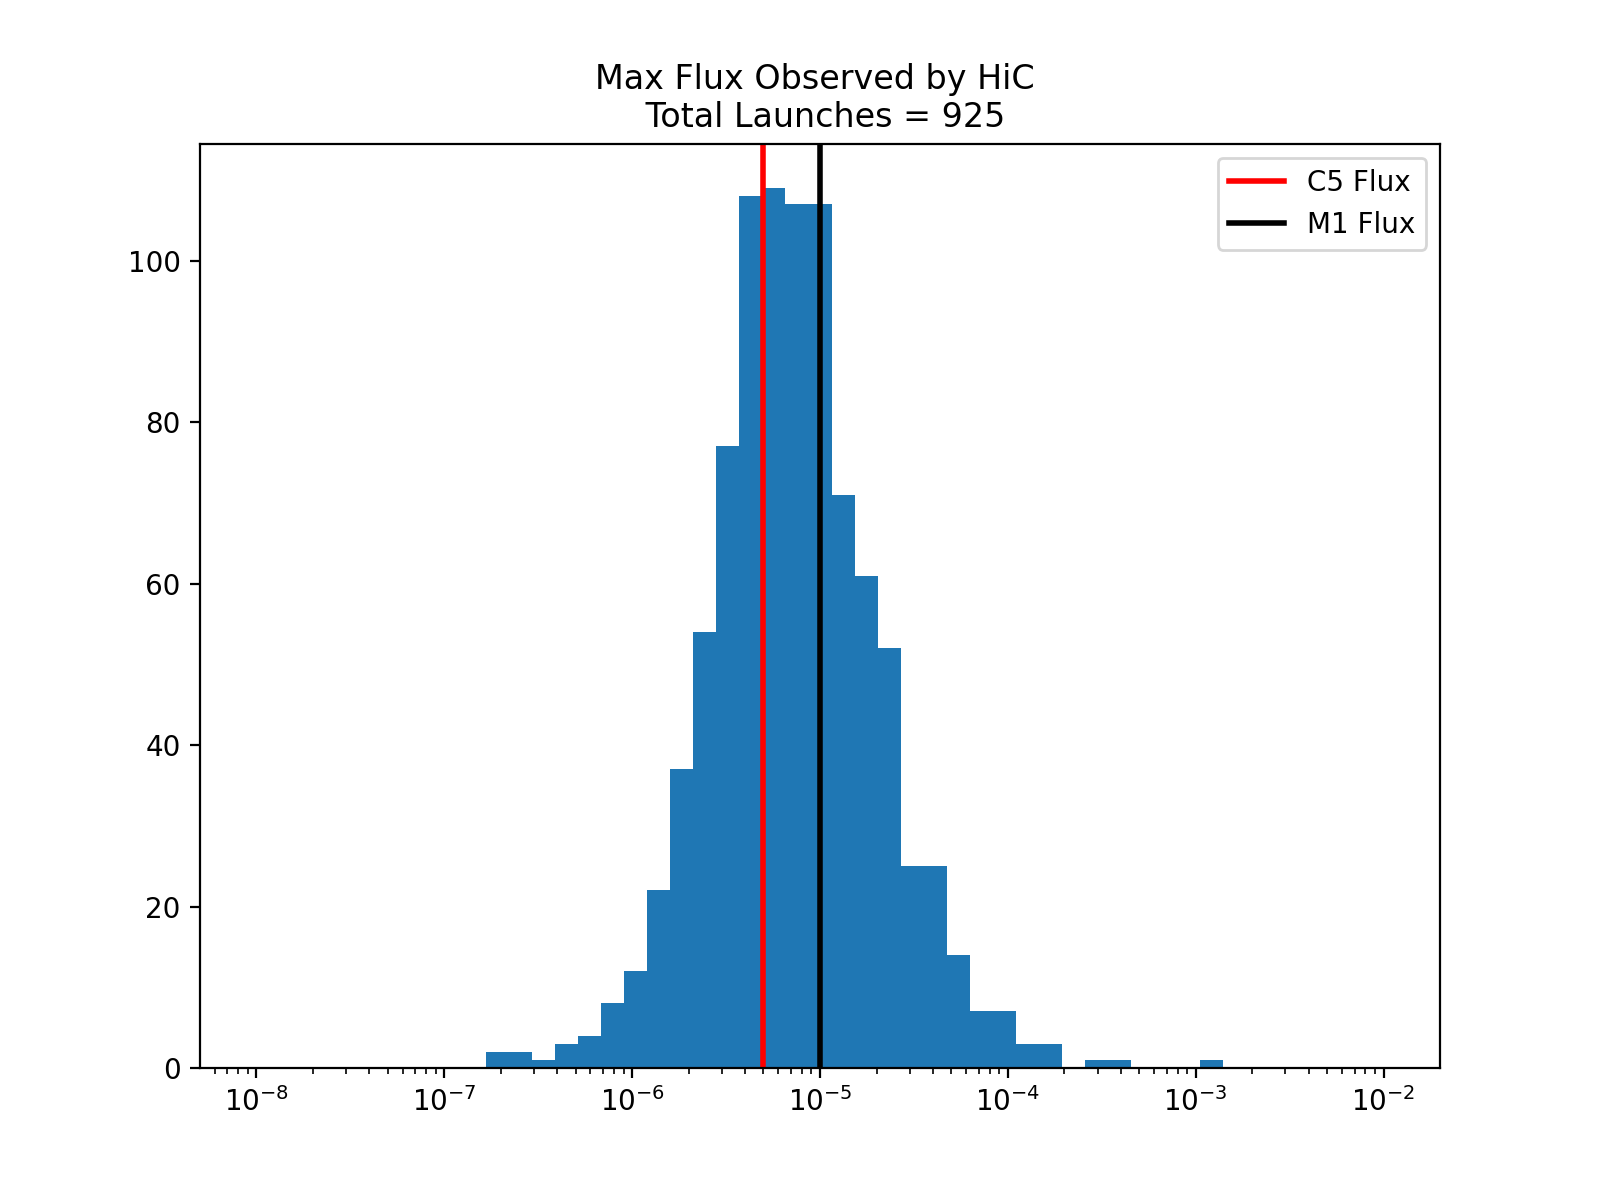 Max Flux Observed by HiC
Total Launches = 925
C5 Flux
M1 Flux
100
80
60
40
20
0
10⁻⁸ 10⁻⁷ 10⁻⁶ 10⁻⁵ 10⁻⁴ 10⁻³ 10⁻²